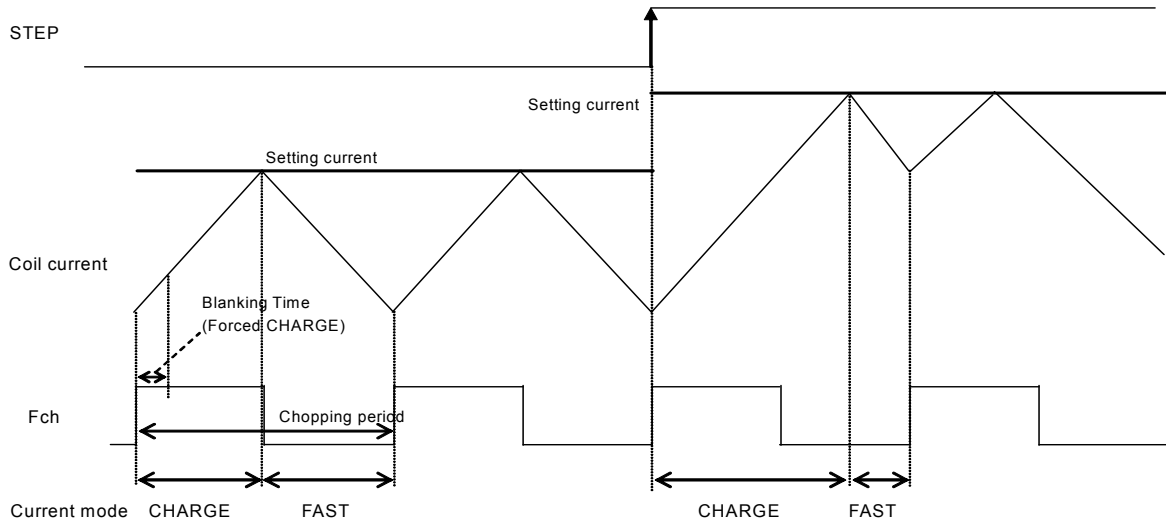 STEP
Setting current
Setting current
Coil current
Blanking Time
(Forced CHARGE)
Fch
Chopping period
Current mode CHARGE FAST CHARGE FAST